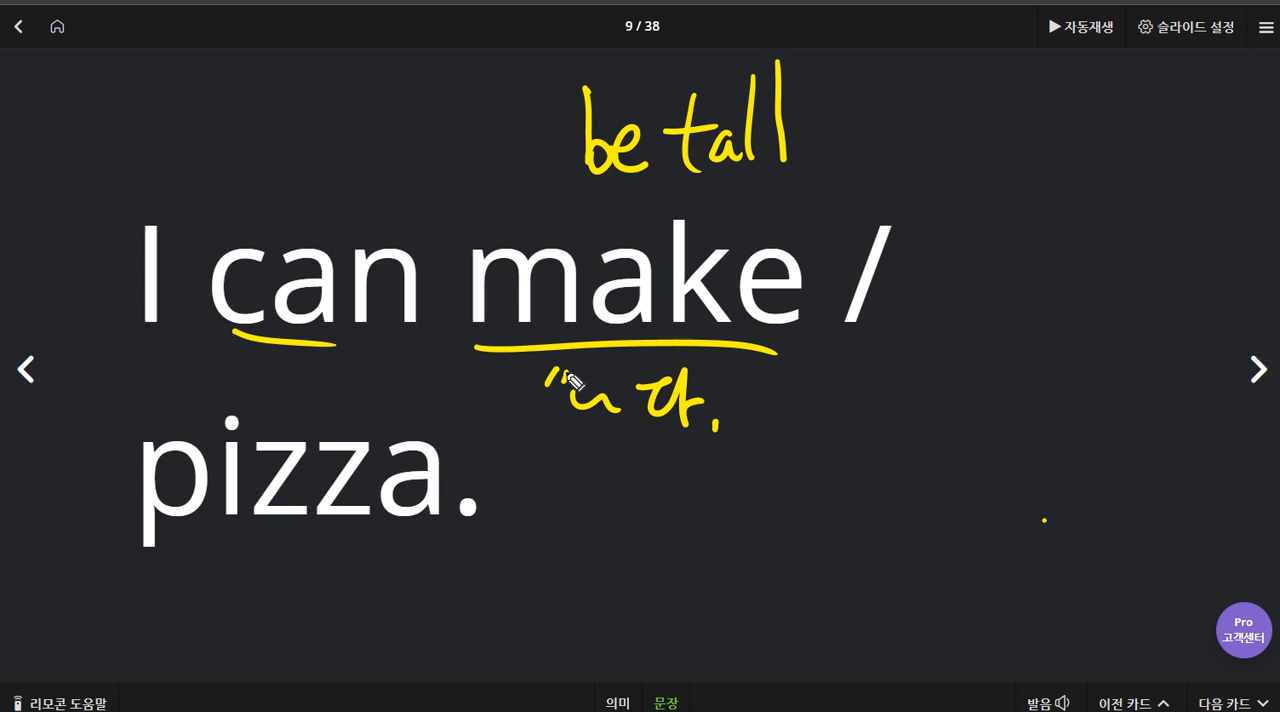 9 / 38
자동재생
슬라이드 설정
be tall
I can make /
다.
pizza.
Pro
고객센터
리모콘 도움말
의미
문장
발음
이전 카드
다음 카드